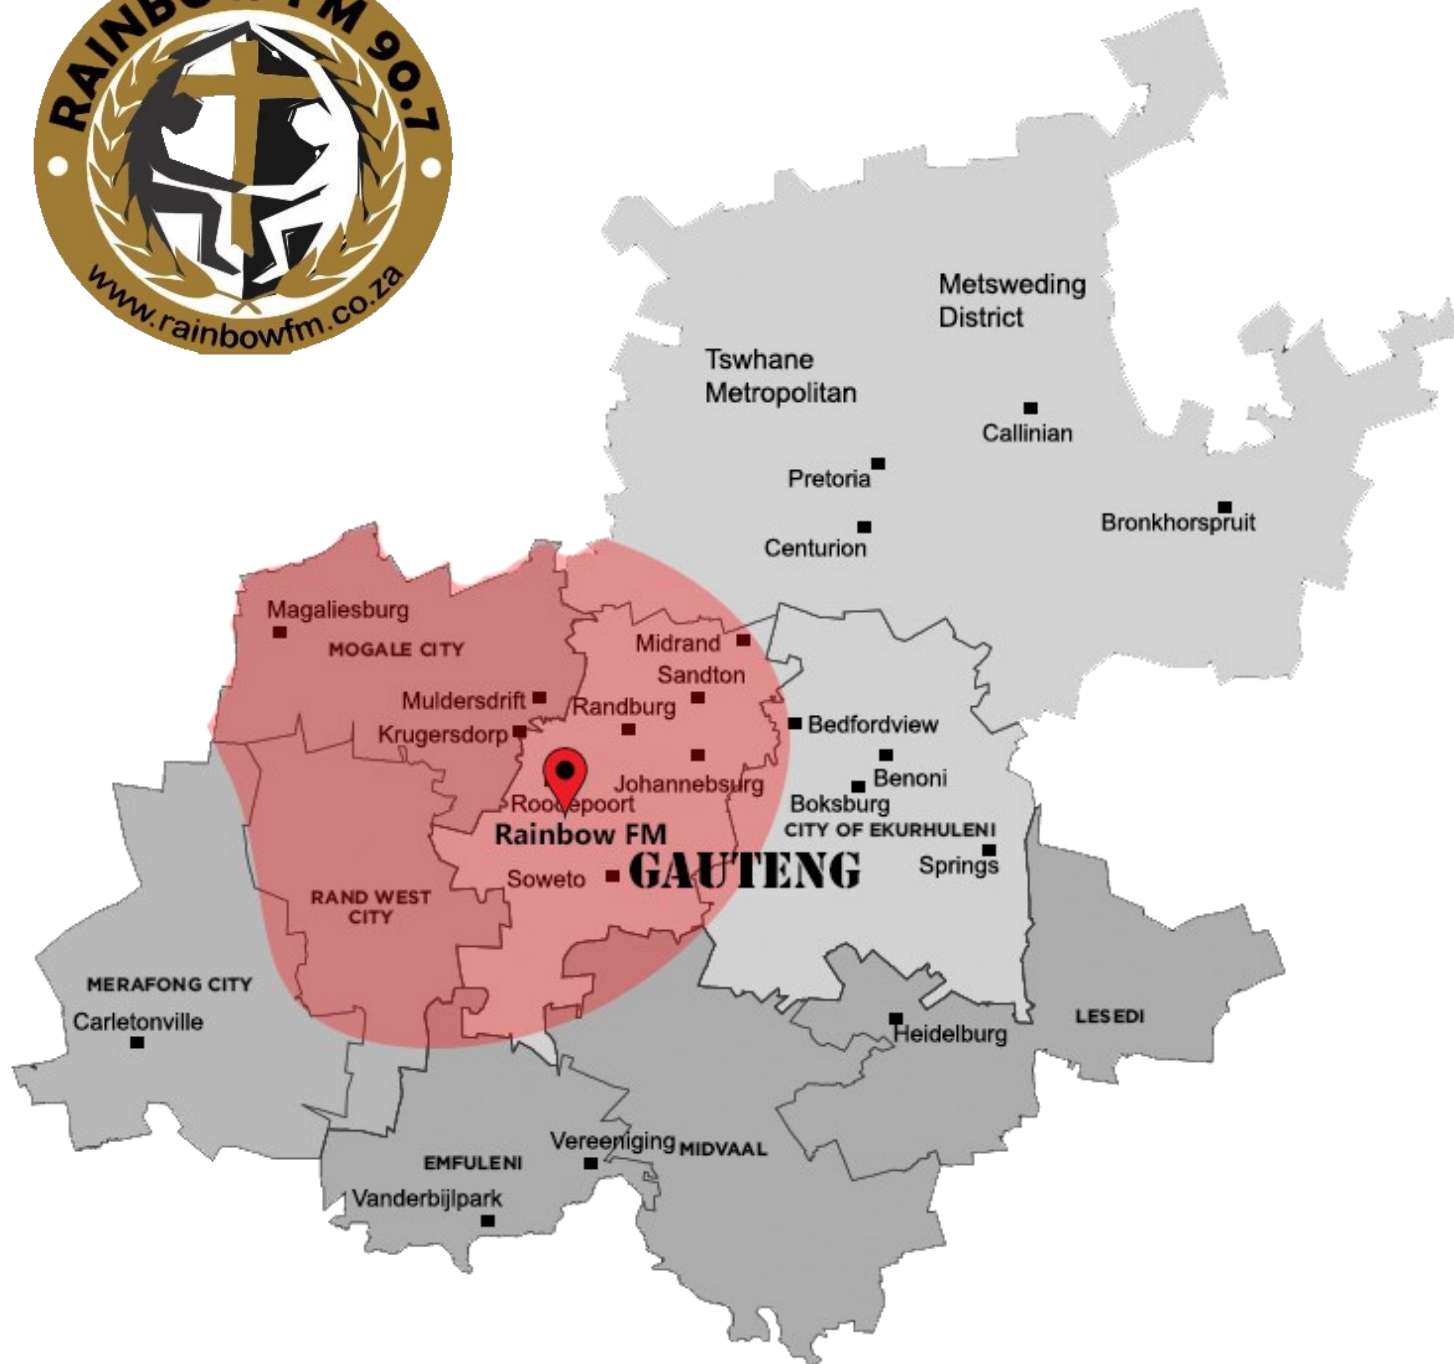 RAINBOW FM 90.7
www.rainbowfm.co.za
Metsweding
District
Tswhane
Metropolitan
Callinian
Pretoria
Bronkhorspruit
Centurion
Magaliesburg
MOGALE CITY
Midrand
Sandton
Muldersdrift
Randburg
Krugersdorp
Bedfordview
Benoni
Johannebsurg
Boksburg
Roodepoort
Rainbow FM
CITY OF EKURHULENI
GAUTENG
Springs
Soweto
RAND WEST
CITY
MERAFONG CITY
Carletonville
LESEDI
Heidelburg
Vereeniging
MIDVAAL
EMFULENI
Vanderbijlpark